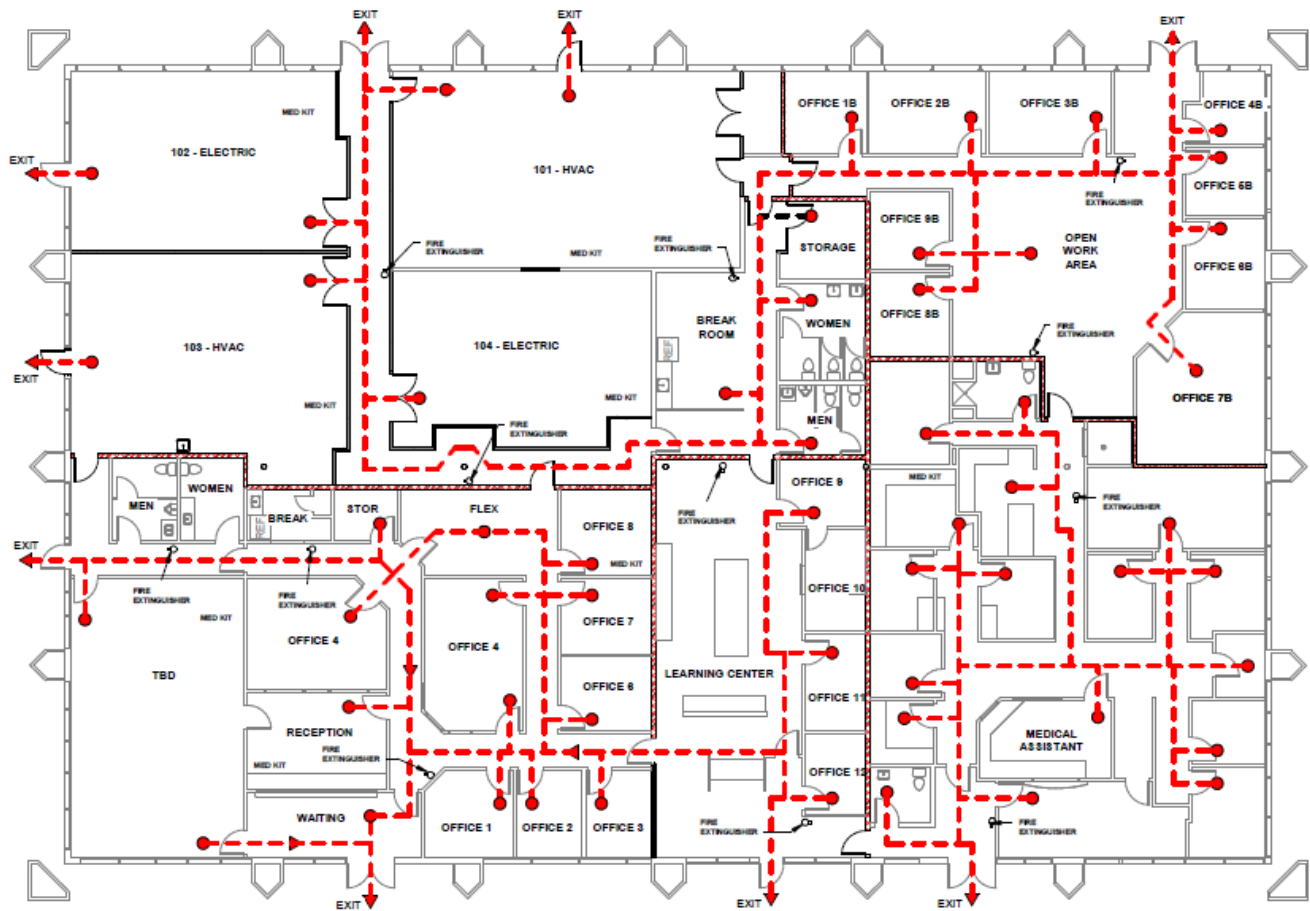 EXIT
EXIT
EXIT
MED KIT
OFFICE 1B
OFFICE 2B
OFFICE 3B
OFFICE 4B
102 - ELECTRIC
EXIT
101 - HVAC
FIRE
EXTINGUISHER
OFFICE 5B
OFFICE 9B
OPEN
WORK
AREA
FIRE
EXTINGUISHER
FIRE
EXTINGUISHER
STORAGE
MED KIT
MED KIT
OFFICE 6B
OFFICE 8B
WOMEN
BREAK
ROOM
REF
FIRE
EXTINGUISHER
103 - HVAC
104 - ELECTRIC
EXIT
MED KIT
MED KIT
OFFICE 7B
MEN
FIRE
EXTINGUISHER
MED KIT
WOMEN
MEN
BREAK
REF
STOR
FLEX
OFFICE 9
OFFICE 8
FIRE
EXTINGUISHER
FIRE
EXTINGUISHER
EXIT
MED KIT
FIRE
EXTINGUISHER
FIRE
EXTINGUISHER
MED KIT
OFFICE 10
OFFICE 7
OFFICE 4
OFFICE 4
TBD
LEARNING CENTER
OFFICE 6
OFFICE 11
RECEPTION
MEDICAL
ASSISTANT
FIRE
EXTINGUISHER
MED KIT
OFFICE 12
WAITING
OFFICE 1
OFFICE 2
OFFICE 3
FIRE
EXTINGUISHER
FIRE
EXTINGUISHER
EXIT
EXIT
EXIT